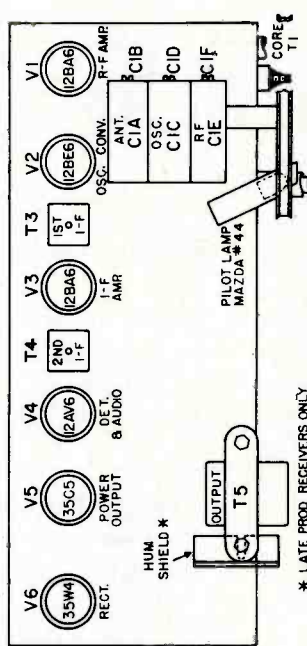 V6
35W4
RECT.
V5
35C5
POWER
OUTPUT
V4
12AV6
DET.
& AUDIO
T4
2ND
I-F
V3
12BA6
I-F
AMP.
T3
1ST
I-F
V2
12BE6
OSC. CONV.
V1
12BA6
R-F AMP.
ANT.
C1A
C1B
OSC.
C1C
C1D
RF
C1E
C1F
CORE
T1
PILOT LAMP
MAZDA #44
OUTPUT
T5
HUM
SHIELD*
* LATE PROD. RECEIVERS ONLY